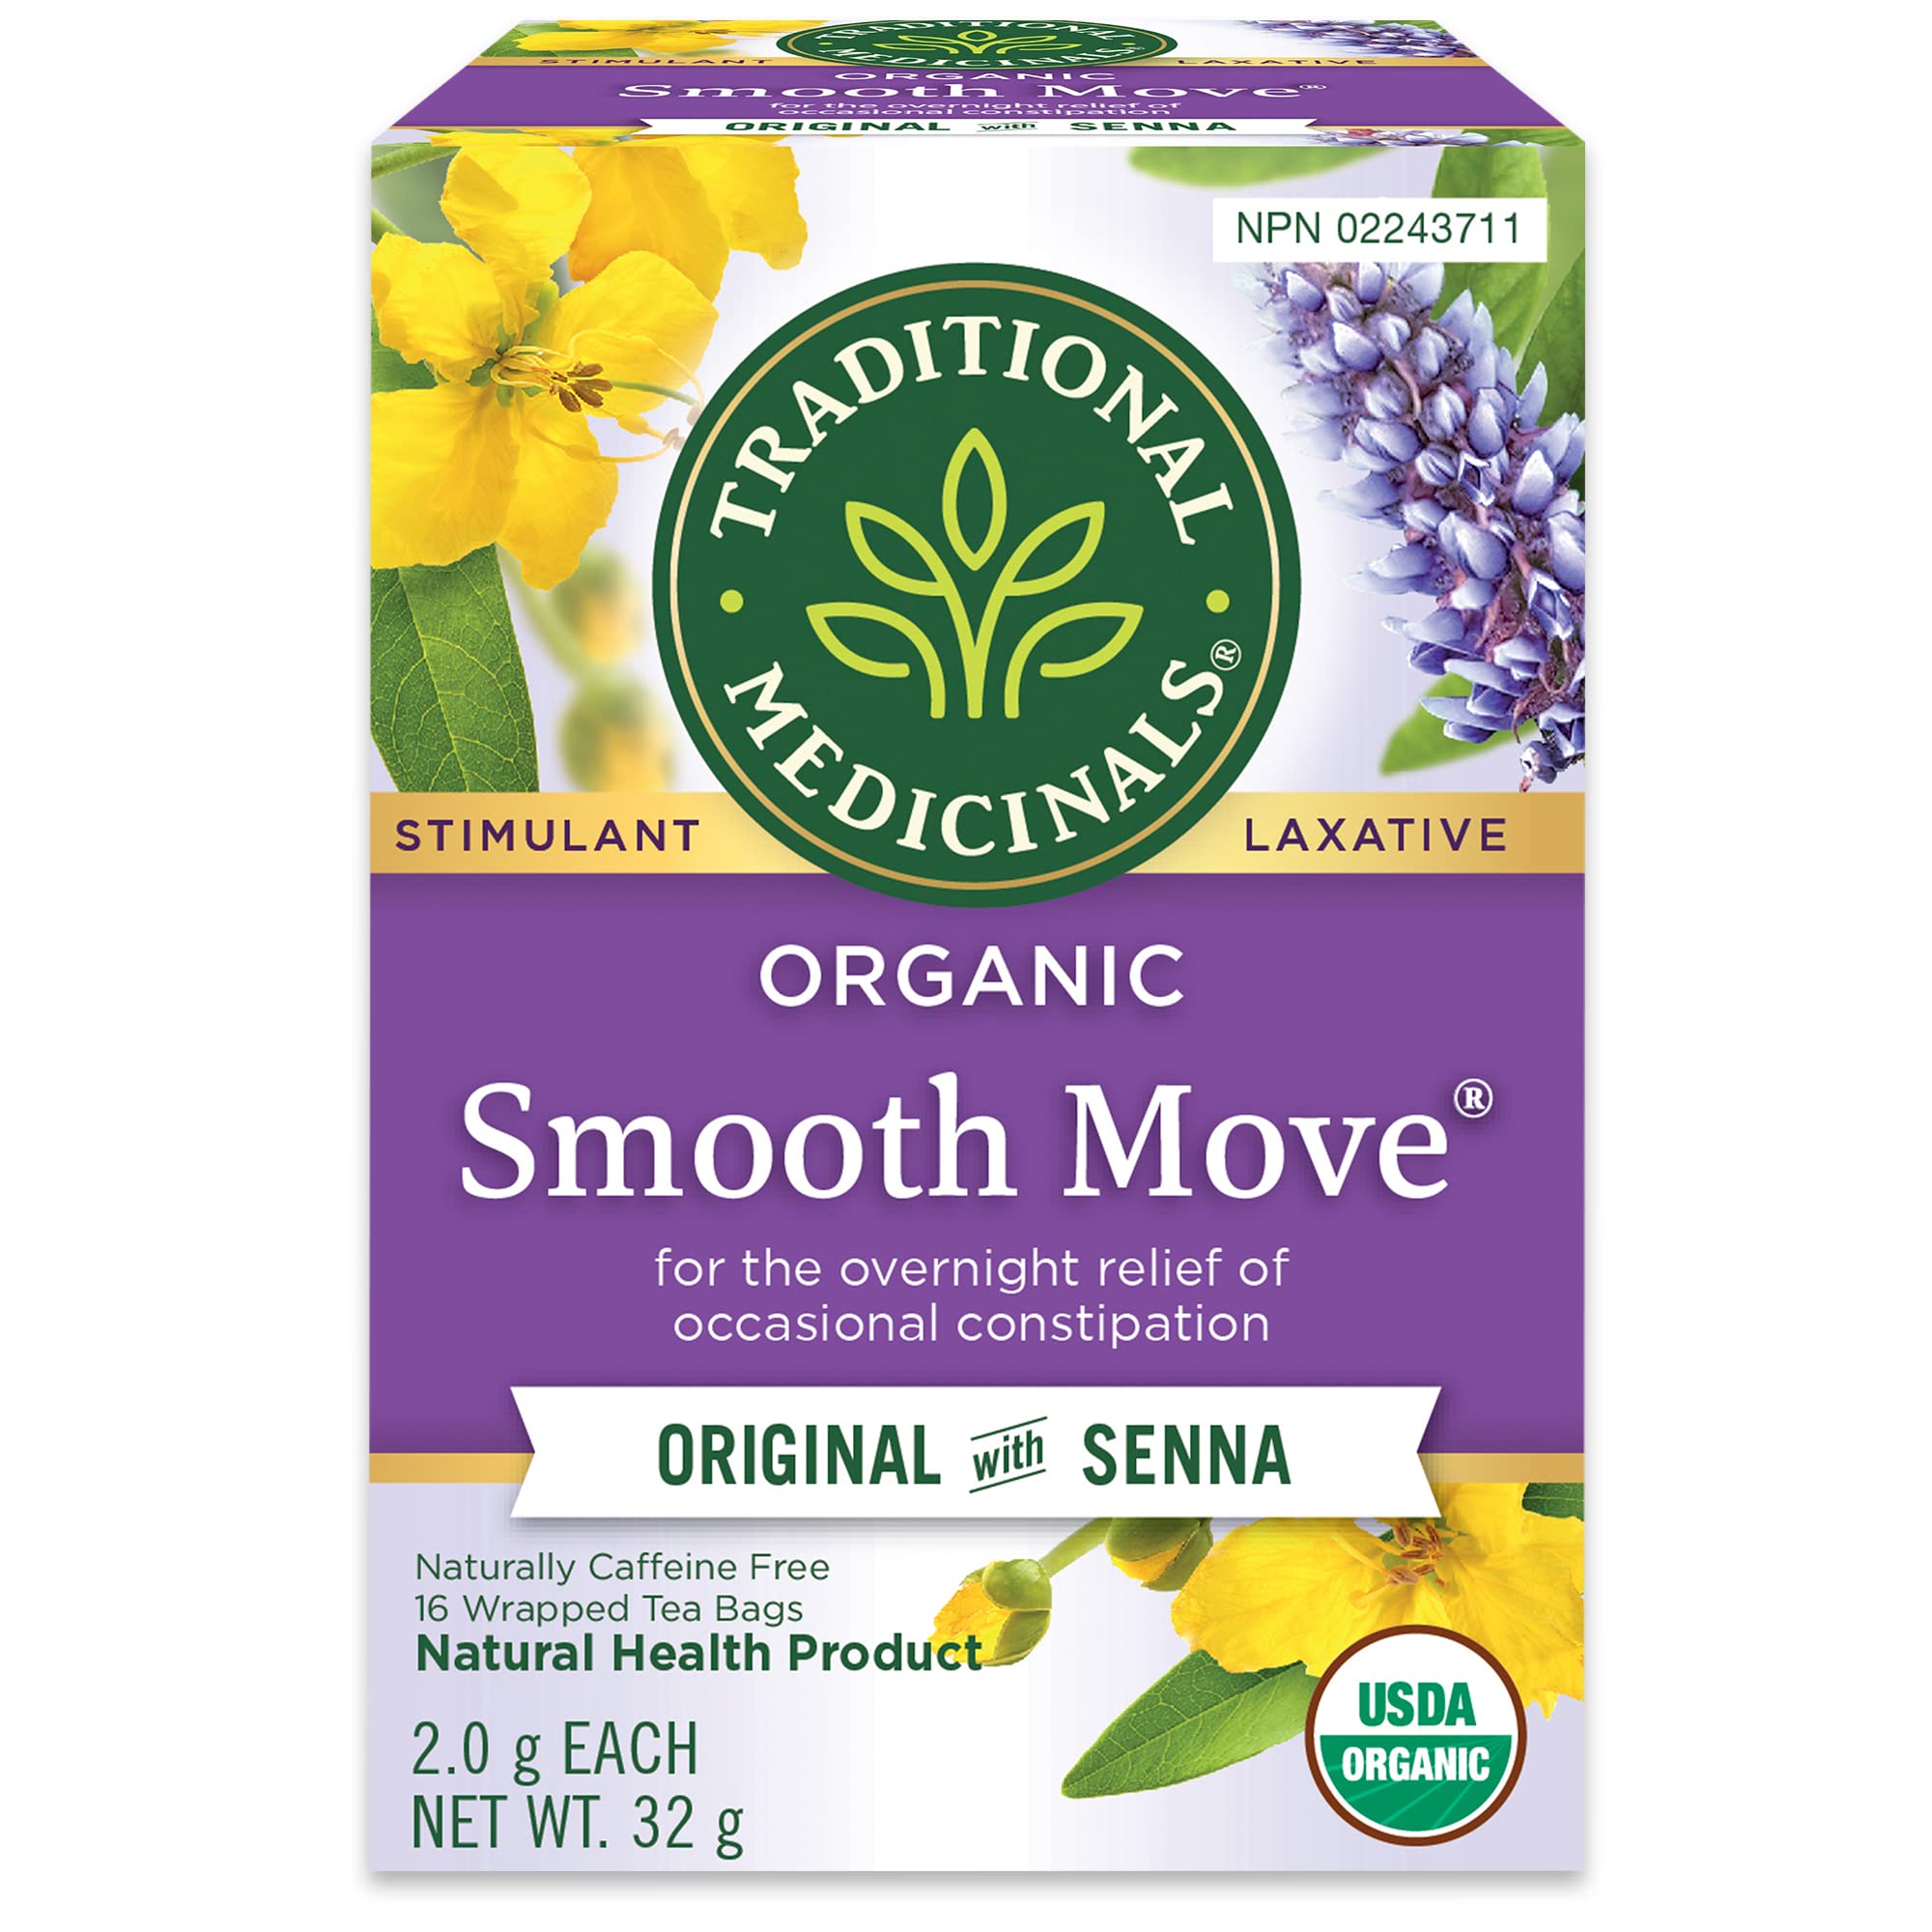 TRADITIONAL
MEDICINALS®
STIMULANT LAXATIVE
ORGANIC
Smooth Move®
for the overnight relief of
occasional constipation
ORIGINAL with SENNA
NPN 02243711
TRADITIONAL
MEDICINALS®
STIMULANT LAXATIVE
ORGANIC
Smooth Move®
for the overnight relief of
occasional constipation
ORIGINAL with SENNA
Naturally Caffeine Free
16 Wrapped Tea Bags
Natural Health Product
2.0 g EACH
NET WT. 32 g
USDA
ORGANIC